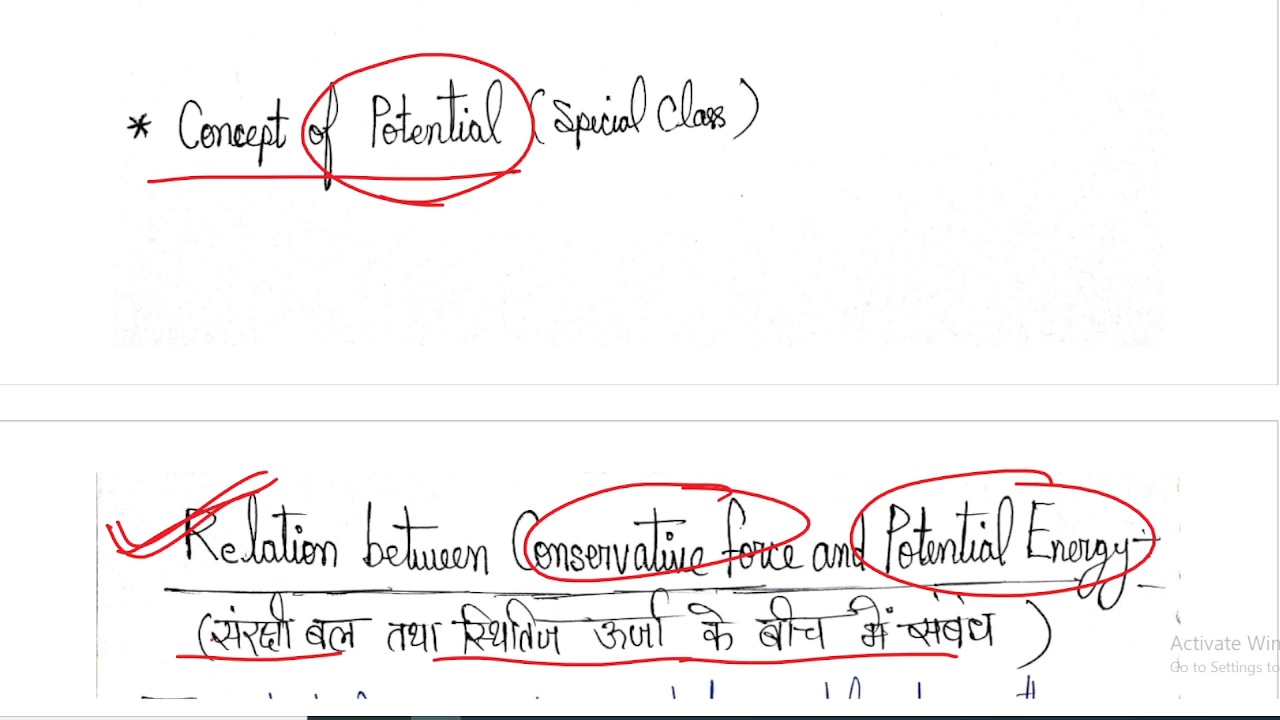 * Concept of Potential (Special Class)
Relation between Conservative force and Potential Energy :-
(संरक्षी बल तथा स्थितिज ऊर्जा के बीच में संबंध)
Activate Win
Go to Settings to